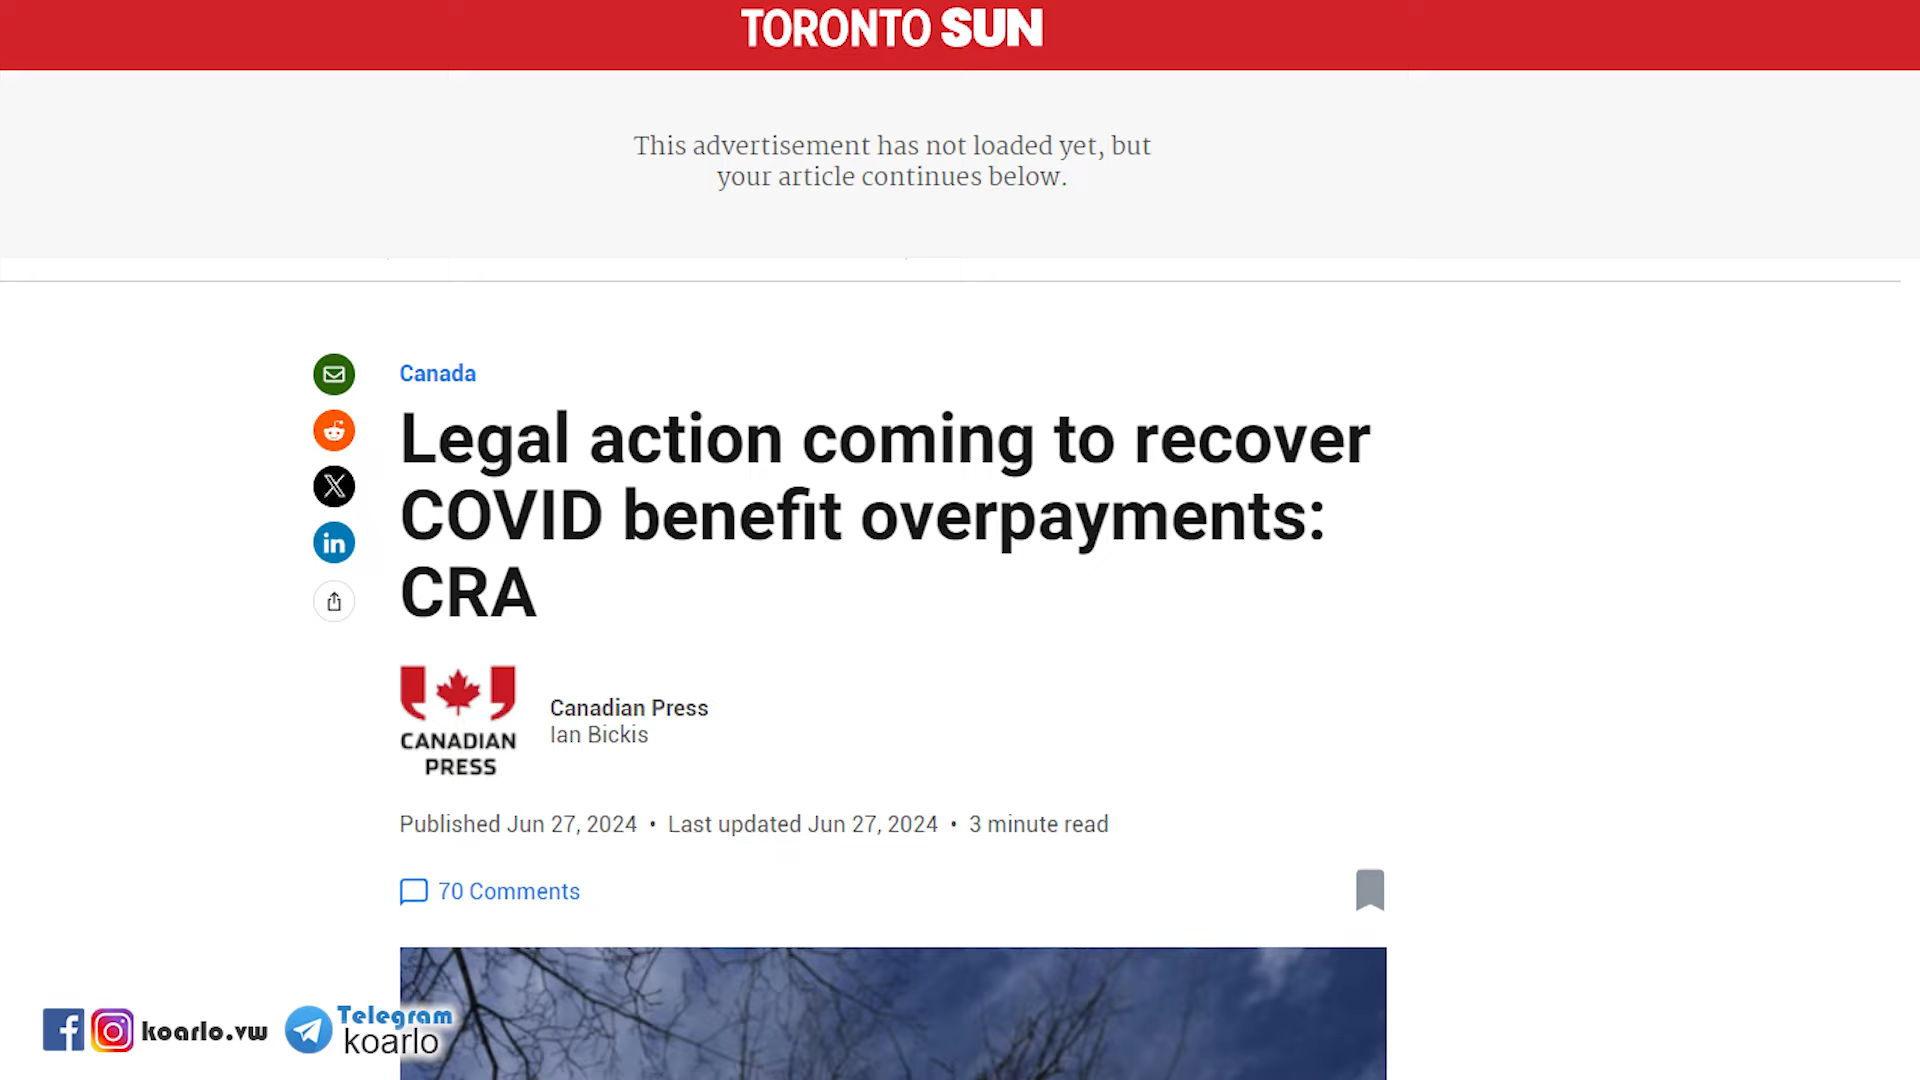 TORONTO SUN
This advertisement has not loaded yet, but
your article continues below.
Canada
Legal action coming to recover
COVID benefit overpayments:
CRA
CANADIAN
PRESS
Canadian Press
Ian Bickis
Published Jun 27, 2024 • Last updated Jun 27, 2024 • 3 minute read
70 Comments
koarlo.vw
Telegram
koarlo